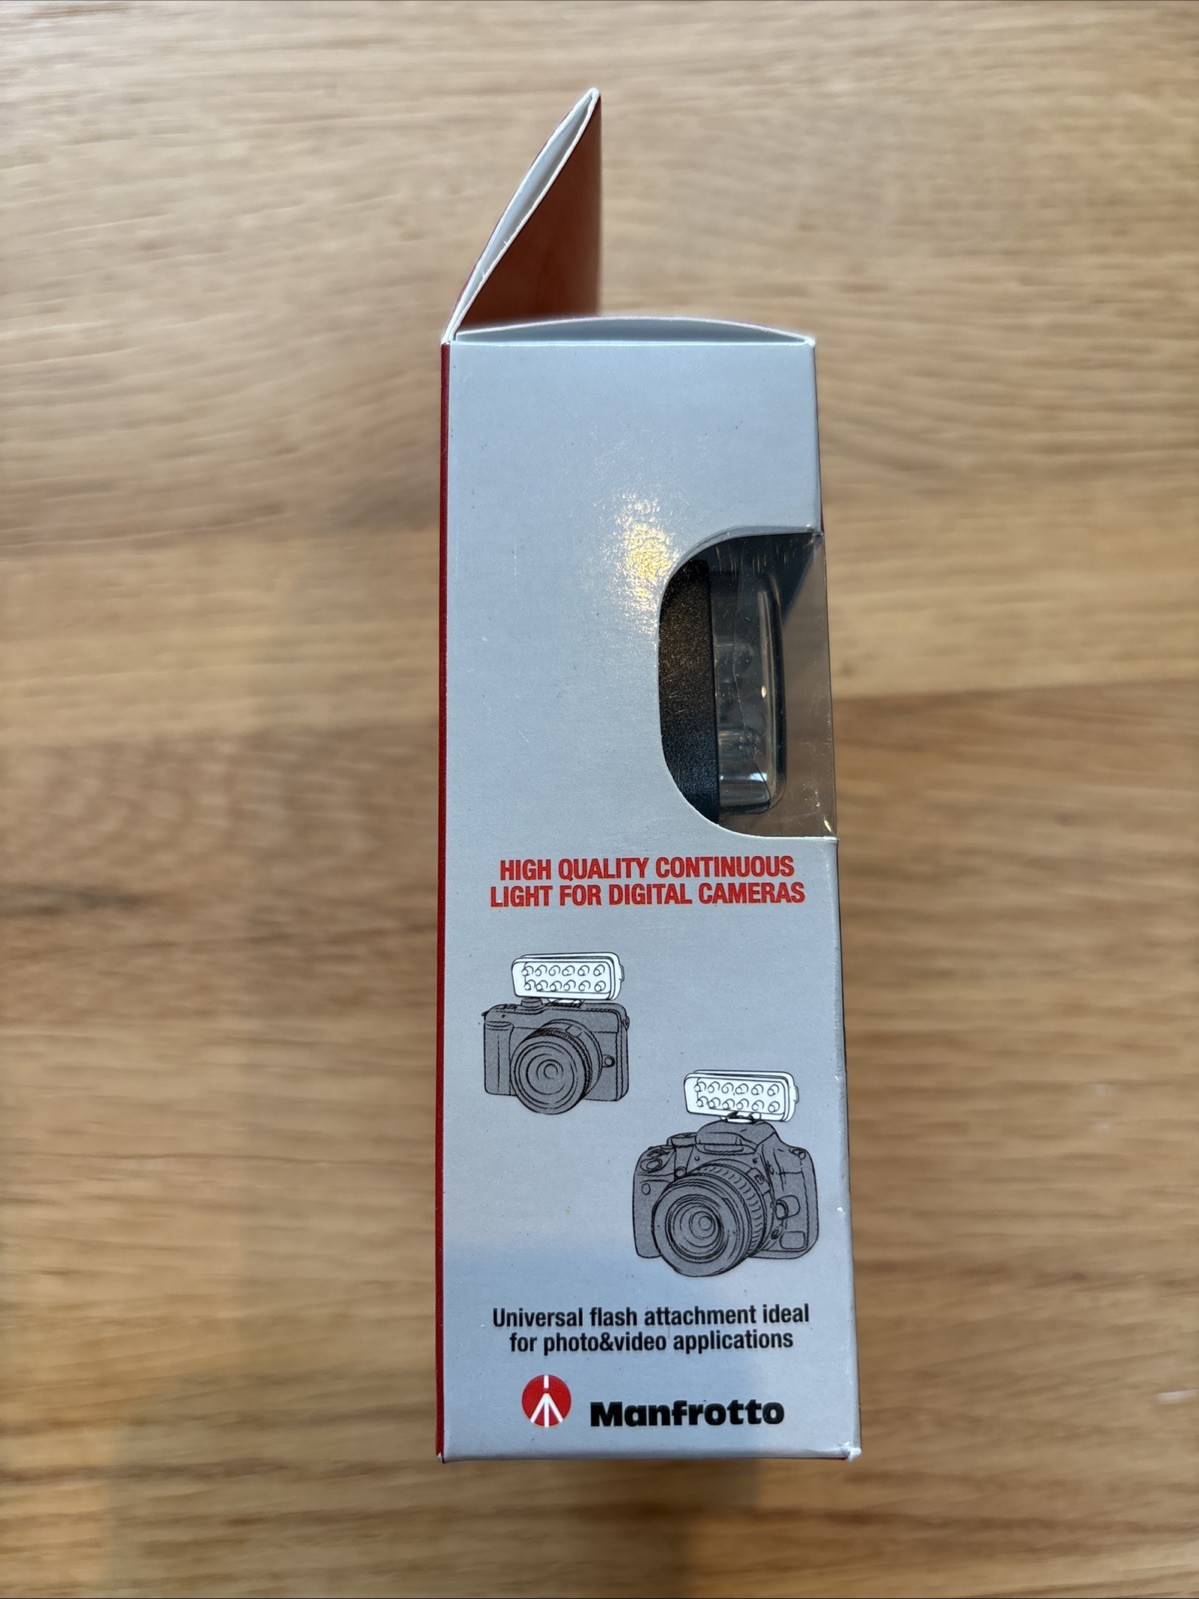 HIGH QUALITY CONTINUOUS
LIGHT FOR DIGITAL CAMERAS
Universal flash attachment ideal
for photo&video applications
Manfrotto